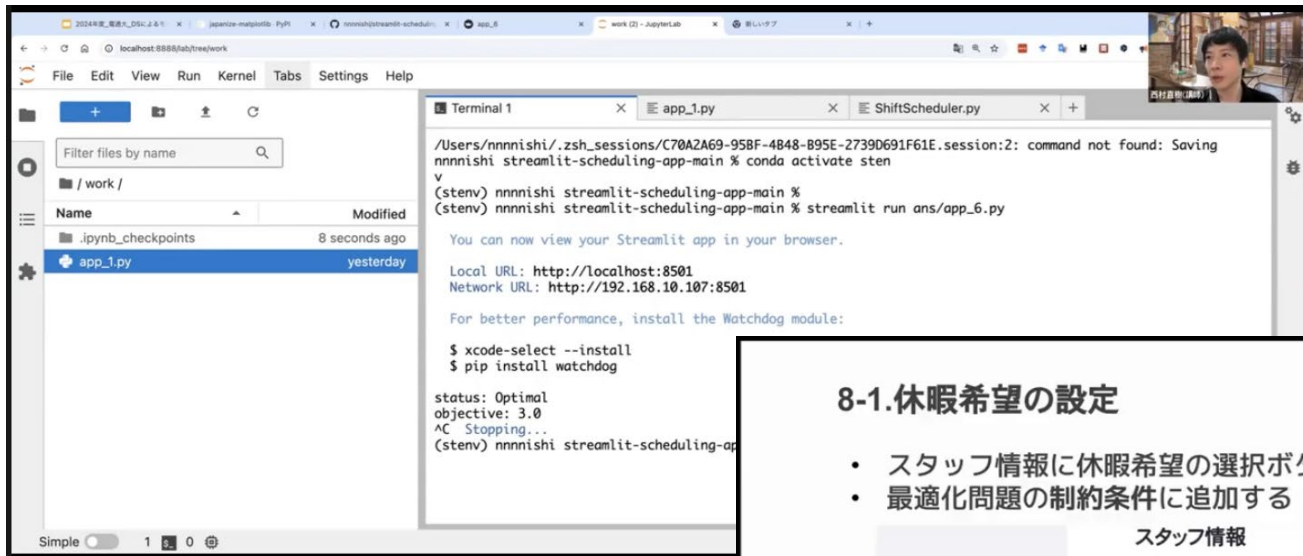 2024年度_慶應大_DSによるモ
japanize-matplotlib · PyPI
nnnnishi/streamlit-scheduling
app_6
work (2) - JupyterLab
新しいタブ
localhost:8888/lab/tree/work
File Edit View Run Kernel Tabs Settings Help
西村直樹(講師)
Filter files by name
/ work /
Name Modified
.ipynb_checkpoints 8 seconds ago
app_1.py yesterday
Terminal 1
app_1.py
ShiftScheduler.py
/Users/nnnnishi/.zsh_sessions/C70A2A69-95BF-4B48-B95E-2739D691F61E.session:2: command not found: Saving
nnnnishi streamlit-scheduling-app-main % conda activate sten
v
(stenv) nnnnishi streamlit-scheduling-app-main %
(stenv) nnnnishi streamlit-scheduling-app-main % streamlit run ans/app_6.py
You can now view your Streamlit app in your browser.
Local URL: http://localhost:8501
Network URL: http://192.168.10.107:8501
For better performance, install the Watchdog module:
$ xcode-select --install
$ pip install watchdog
status: Optimal
objective: 3.0
^C Stopping...
(stenv) nnnnishi streamlit-scheduling-ap
Simple 1 0
8-1.休暇希望の設定
• スタッフ情報に休暇希望の選択ボ
• 最適化問題の制約条件に追加する
スタッフ情報